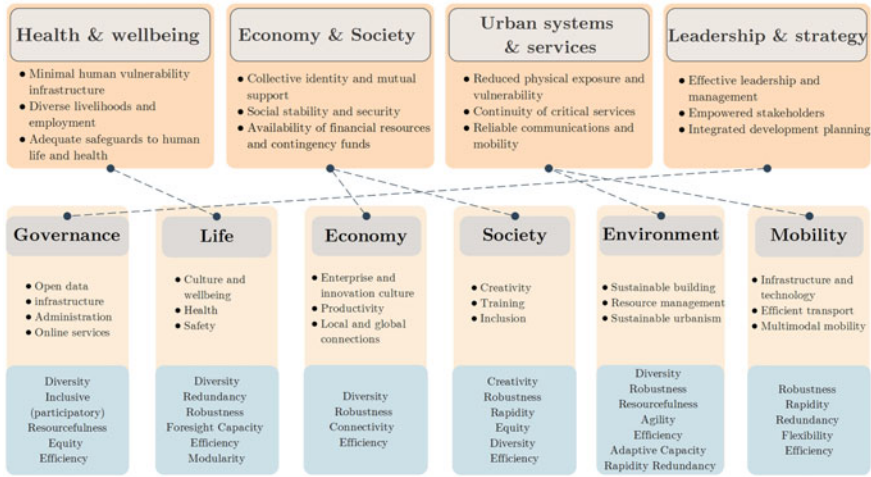 Health & wellbeing
● Minimal human vulnerability
infrastructure
● Diverse livelihoods and
employment
● Adequate safeguards to human
life and health
Economy & Society
● Collective identity and mutual
support
● Social stability and security
● Availability of financial resources
and contingency funds
Urban systems
& services
● Reduced physical exposure and
vulnerability
● Continuity of critical services
● Reliable communications and
mobility
Leadership & strategy
● Effective leadership and
management
● Empowered stakeholders
● Integrated development planning
Governance
● Open data
● infrastructure
● Administration
● Online services
Diversity
Inclusive
(participatory)
Resourcefulness
Equity
Efficiency
Life
● Culture and
wellbeing
● Health
● Safety
Diversity
Redundancy
Robustness
Foresight Capacity
Efficiency
Modularity
Economy
● Enterprise and
innovation culture
● Productivity
● Local and global
connections
Diversity
Robustness
Connectivity
Efficiency
Society
● Creativity
● Training
● Inclusion
Creativity
Robustness
Rapidity
Equity
Diversity
Efficiency
Environment
● Sustainable building
● Resource management
● Sustainable urbanism
Diversity
Robustness
Resourcefulness
Agility
Efficiency
Adaptive Capacity
Rapidity Redundancy
Mobility
● Infrastructure and
technology
● Efficient transport
● Multimodal mobility
Robustness
Rapidity
Redundancy
Flexibility
Efficiency